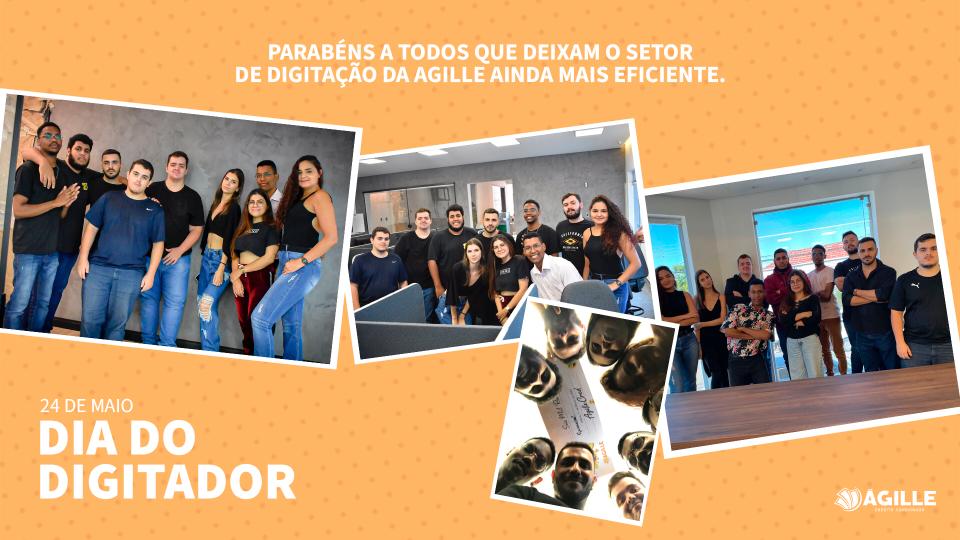 PARABÉNS A TODOS QUE DEIXAM O SETOR
DE DIGITAÇÃO DA AGILLE AINDA MAIS EFICIENTE.
24 DE MAIO
DIA DO
DIGITADOR
AGILLE